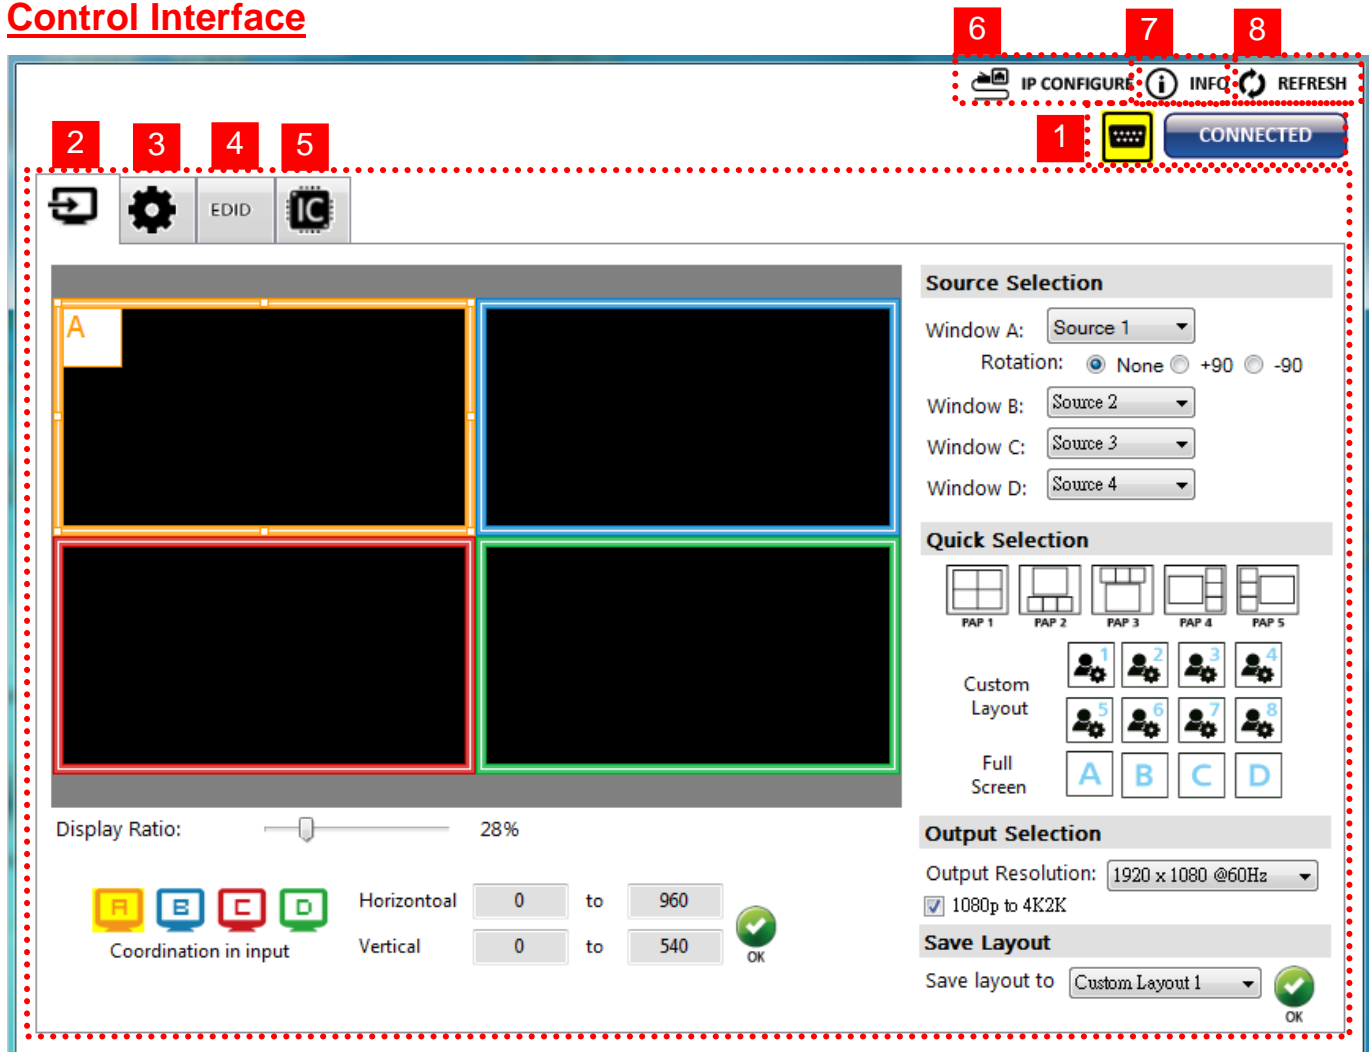 Control Interface
6 7 8
IP CONFIGURE INFO REFRESH
1 CONNECTED
2 3 4 5
EDID IC
A
Source Selection
Window A: Source 1
Rotation: None +90 -90
Window B: Source 2
Window C: Source 3
Window D: Source 4
Quick Selection
PAP 1 PAP 2 PAP 3 PAP 4 PAP 5
1 2 3 4
Custom
Layout
5 6 7 8
Full
Screen
A B C D
Display Ratio: 28%
Output Selection
Output Resolution: 1920 x 1080 @60Hz
1080p to 4K2K
A B C D
Coordination in input
Horizontoal 0 to 960
Vertical 0 to 540
OK
Save Layout
Save layout to Custom Layout 1
OK